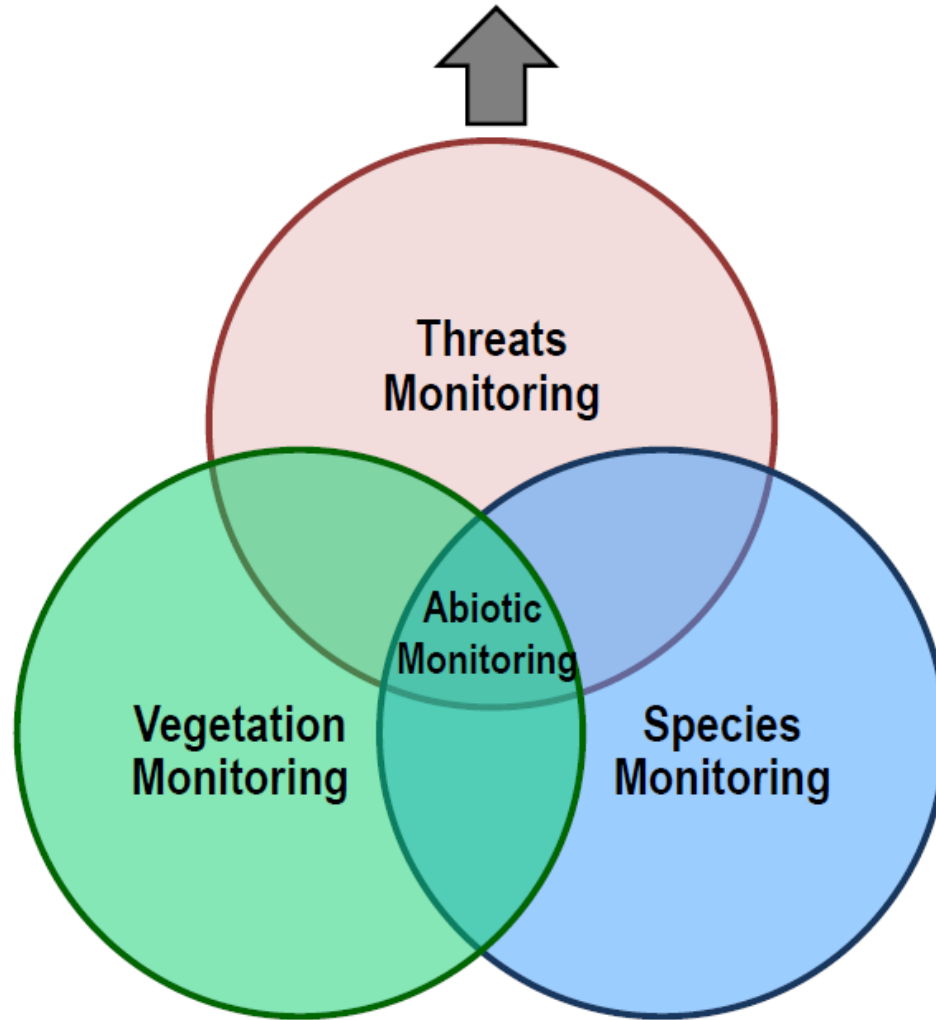 Threats
Monitoring
Abiotic
Monitoring
Vegetation
Monitoring
Species
Monitoring